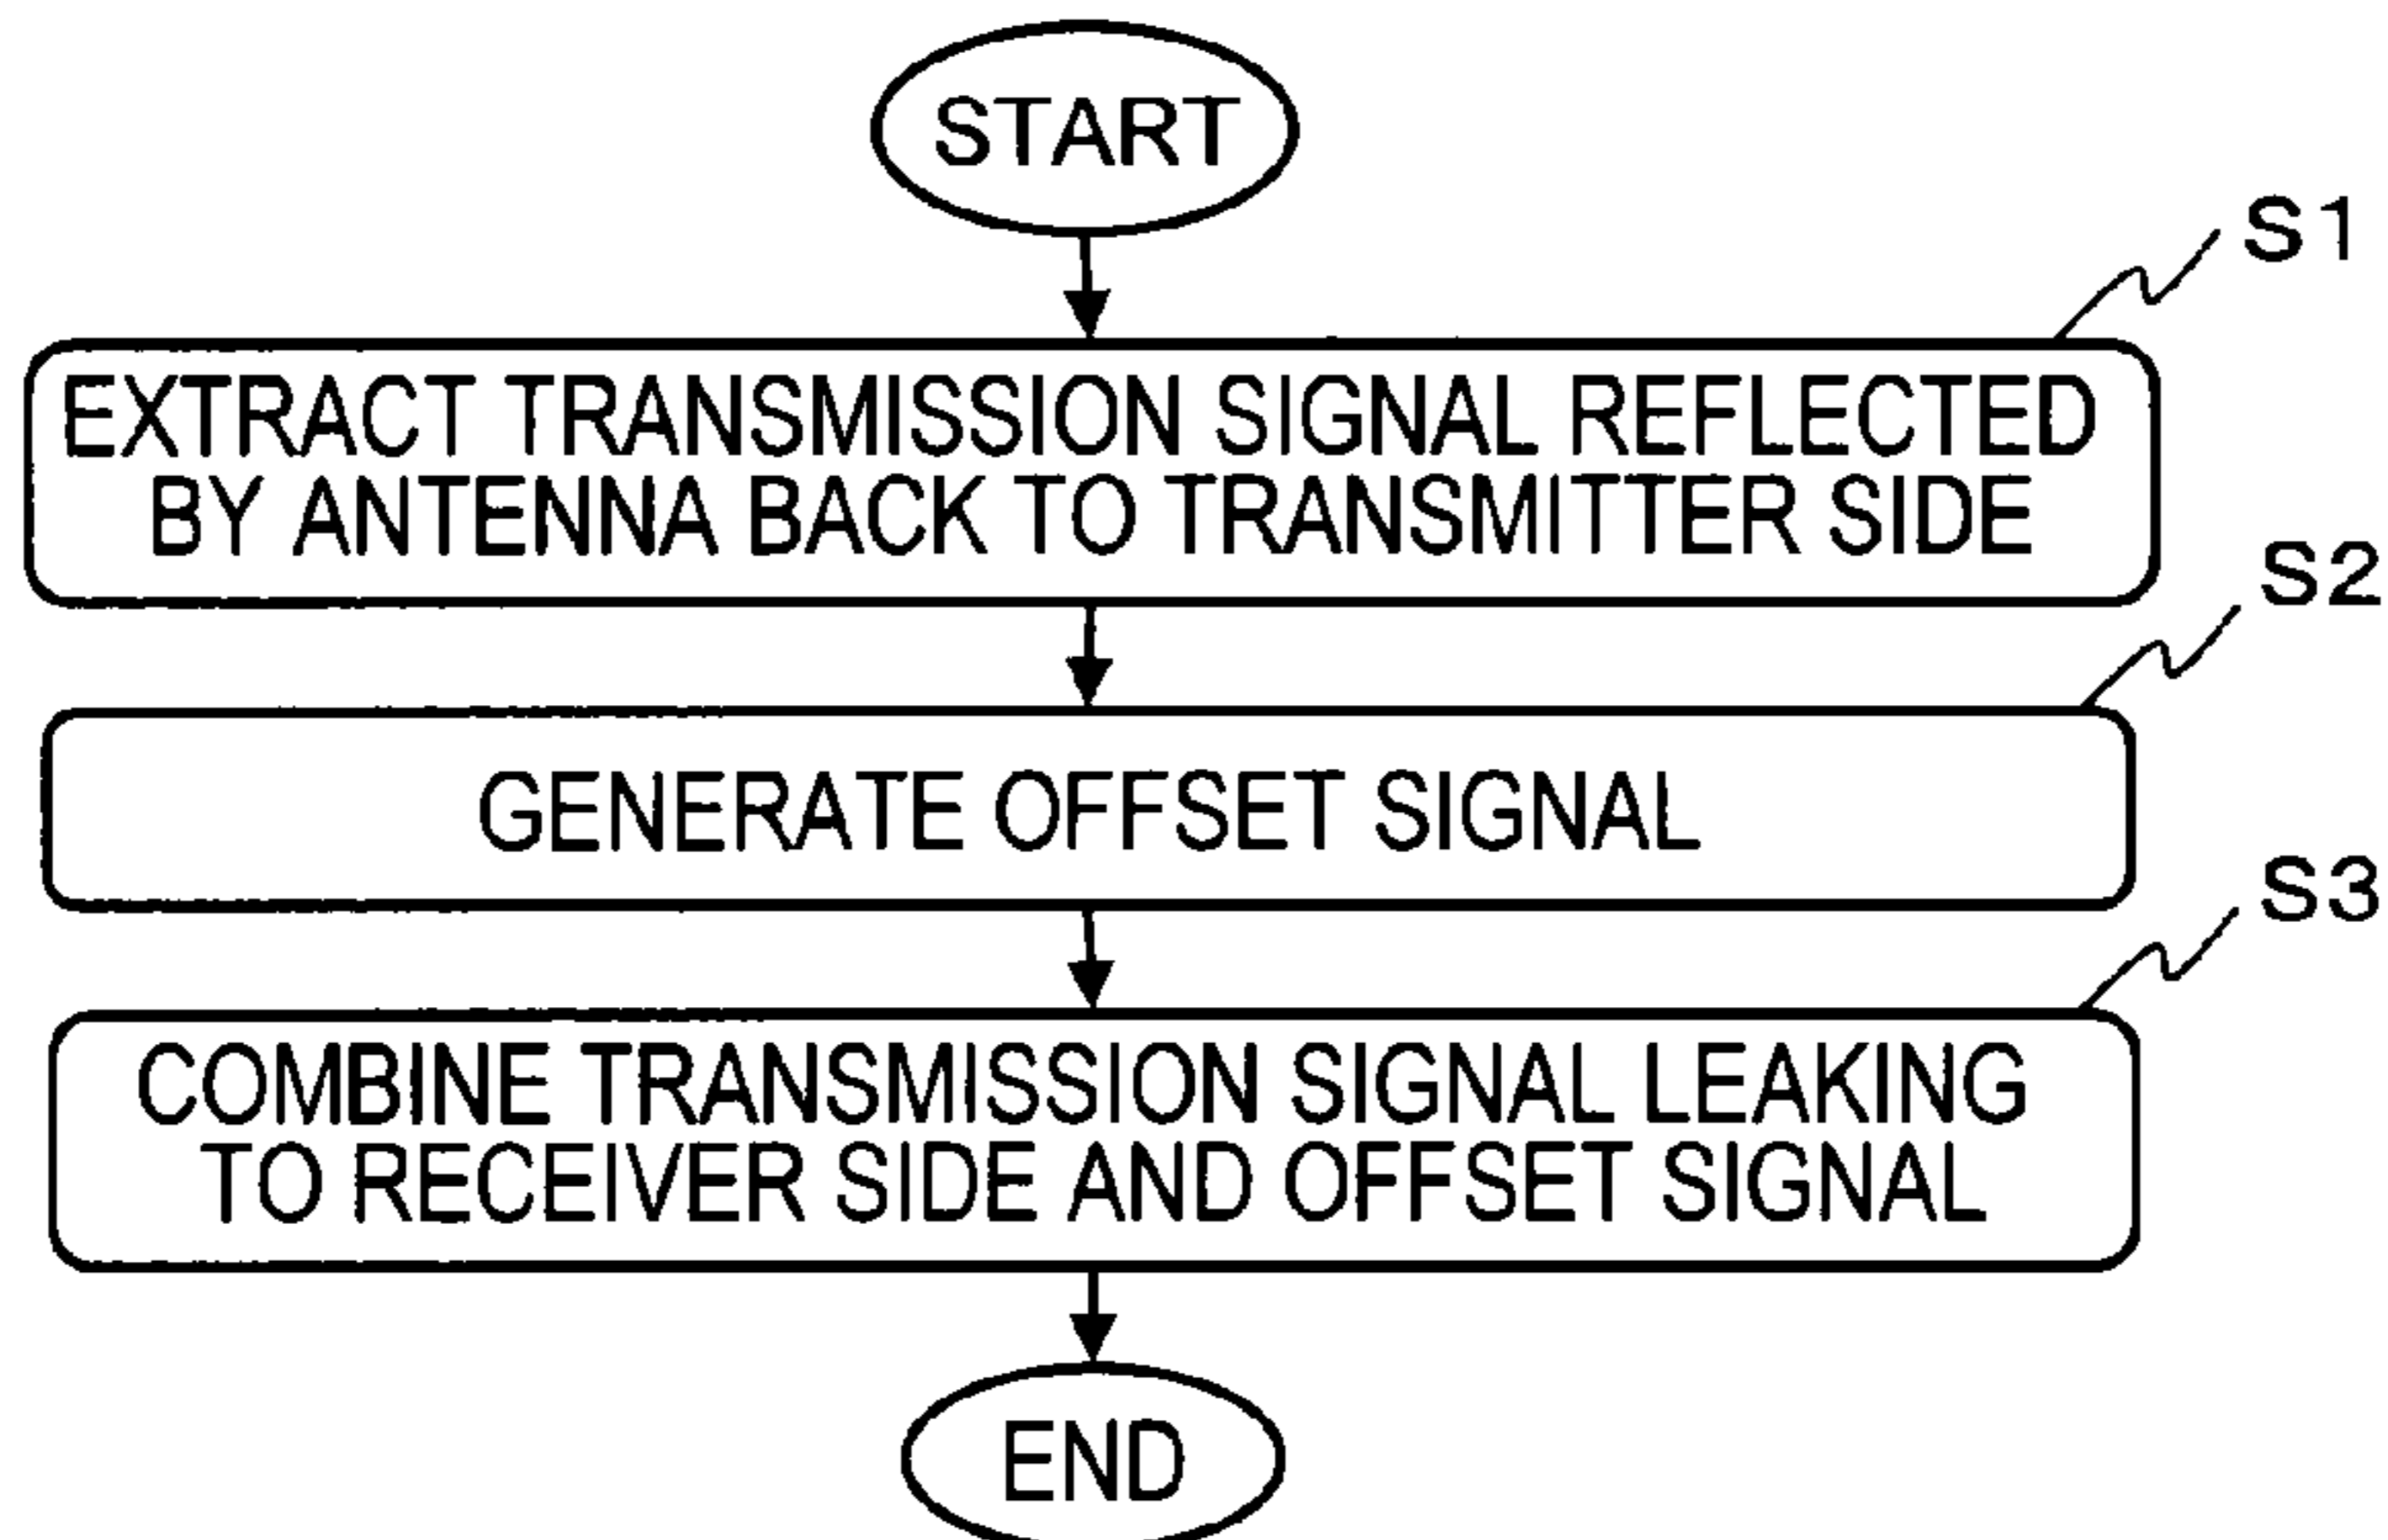 START
S1
EXTRACT TRANSMISSION SIGNAL REFLECTED
BY ANTENNA BACK TO TRANSMITTER SIDE
S2
GENERATE OFFSET SIGNAL
S3
COMBINE TRANSMISSION SIGNAL LEAKING
TO RECEIVER SIDE AND OFFSET SIGNAL
END